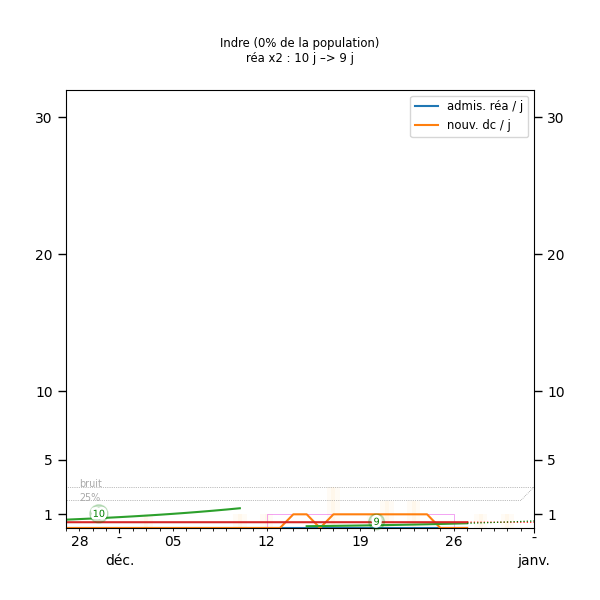 Indre (0% de la population)
réa x2 : 10 j –> 9 j
admis. réa / j
nouv. dc / j
30 30
20 20
10 10
5 5
bruit
25%
10
9
1 1
28 - 05 12 19 26 -
déc. janv.